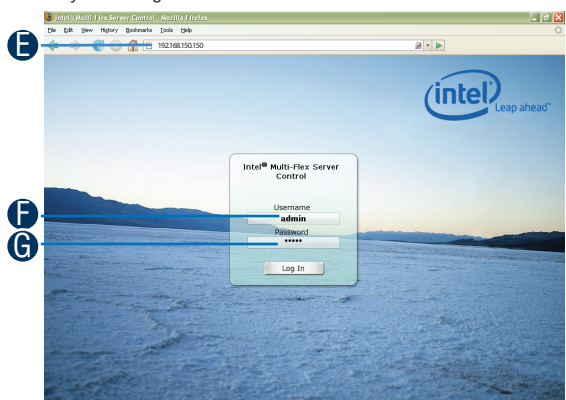 Intel® Multi-Flex Server Control - Mozilla Firefox
File Edit View History Bookmarks Tools Help
E
192.168.150.150
intel®
Leap ahead™
Intel® Multi-Flex Server
Control
Username
F
admin
Password
G
•••••
Log In